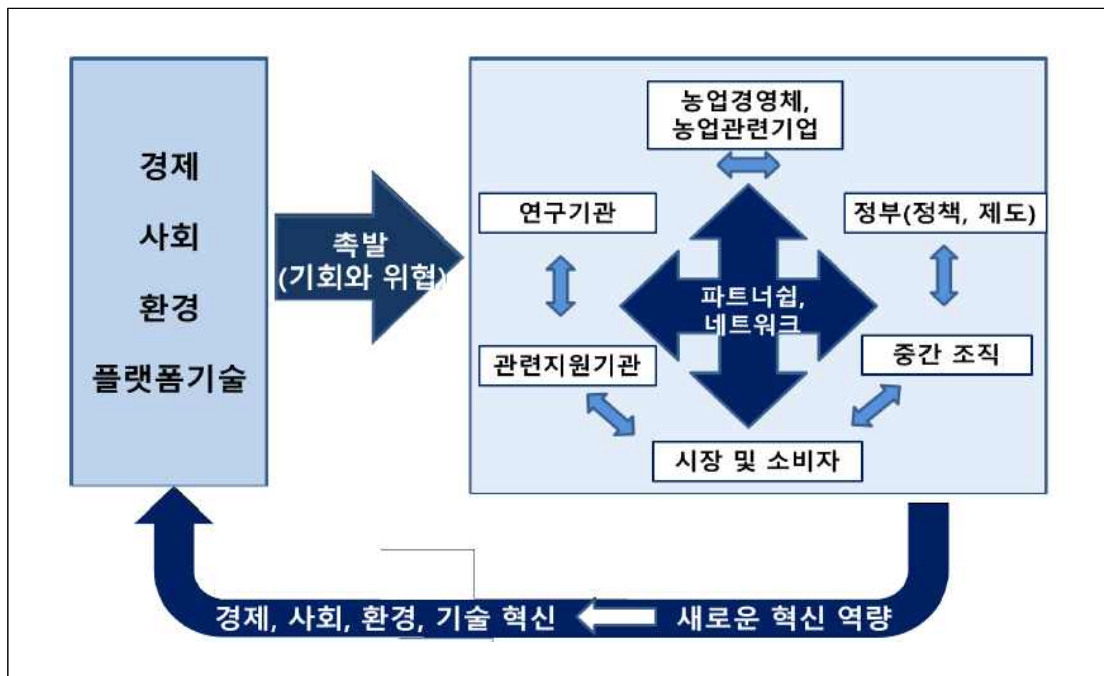 경제
사회
환경
플랫폼기술
촉발
(기회와 위협)
농업경영체,
농업관련기업
연구기관
정부(정책, 제도)
파트너쉽,
네트워크
관련지원기관
중간 조직
시장 및 소비자
경제, 사회, 환경, 기술 혁신
새로운 혁신 역량